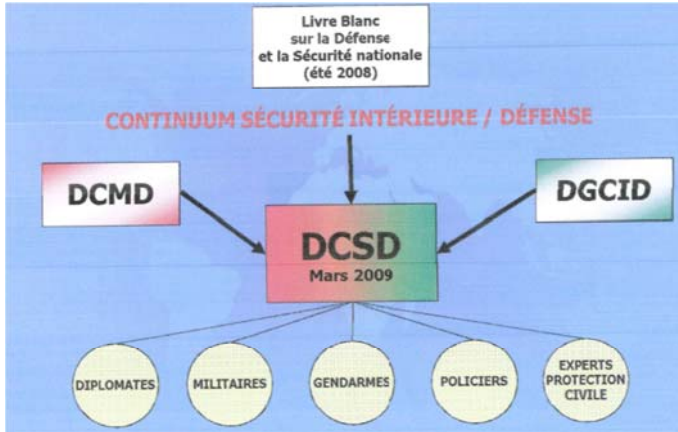 Livre Blanc
sur la Défense
et la Sécurité nationale
(été 2008)
CONTINUUM SÉCURITÉ INTÉRIEURE / DÉFENSE
DCMD
DGCID
DCSD
Mars 2009
DIPLOMATES
MILITAIRES
GENDARMES
POLICIERS
EXPERTS
PROTECTION
CIVILE